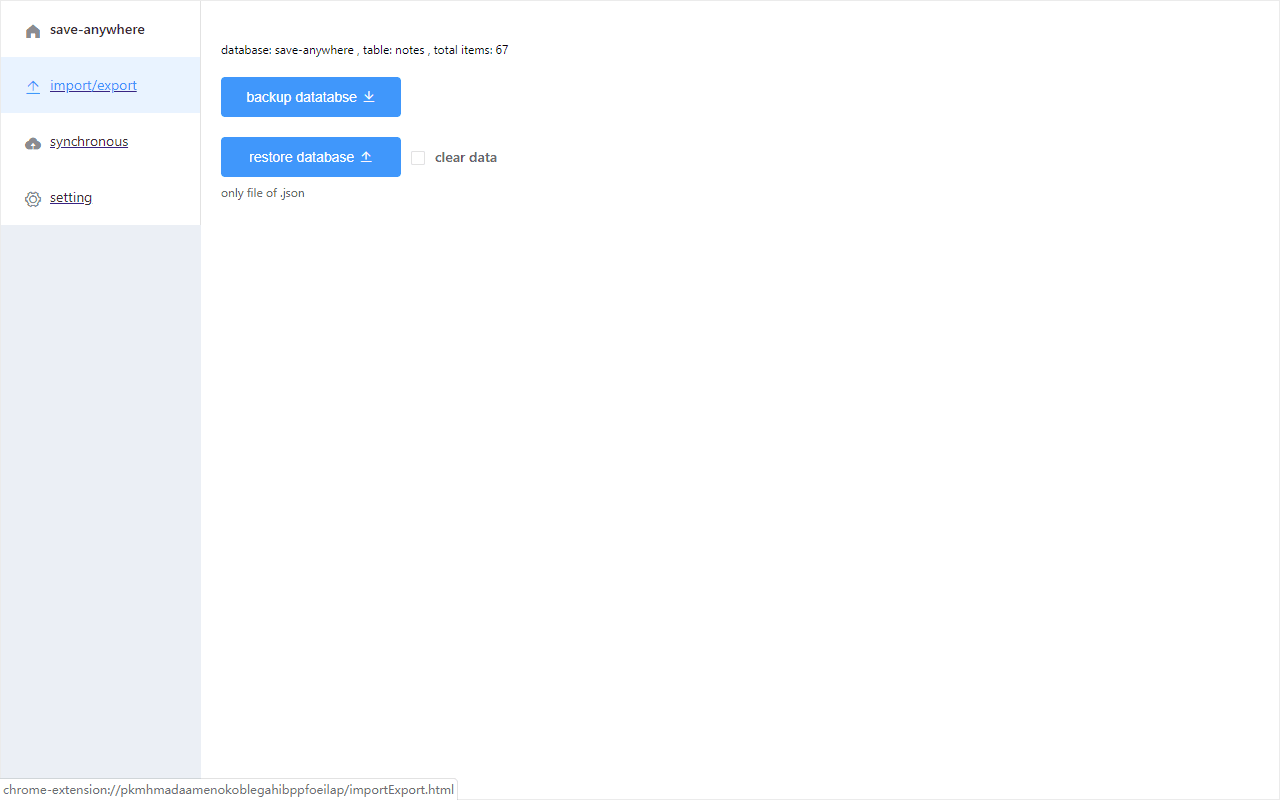 save-anywhere
import/export
synchronous
setting
database: save-anywhere , table: notes , total items: 67
backup datatabse
restore database
clear data
only file of .json
chrome-extension://pkmhmadaamenokoblegahibppfoeilap/importExport.html